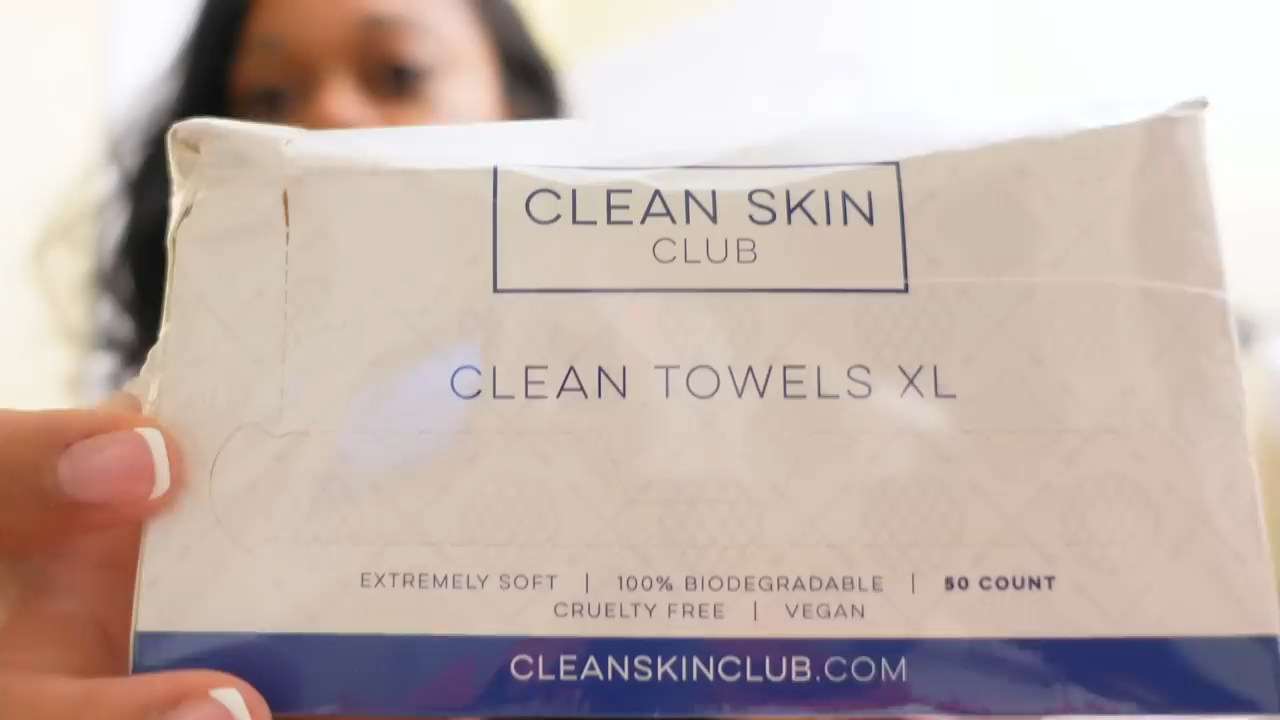 CLEAN SKIN
CLUB
CLEAN TOWELS XL
EXTREMELY SOFT | 100% BIODEGRADABLE | 50 COUNT
CRUELTY FREE | VEGAN
CLEANSKINCLUB.COM